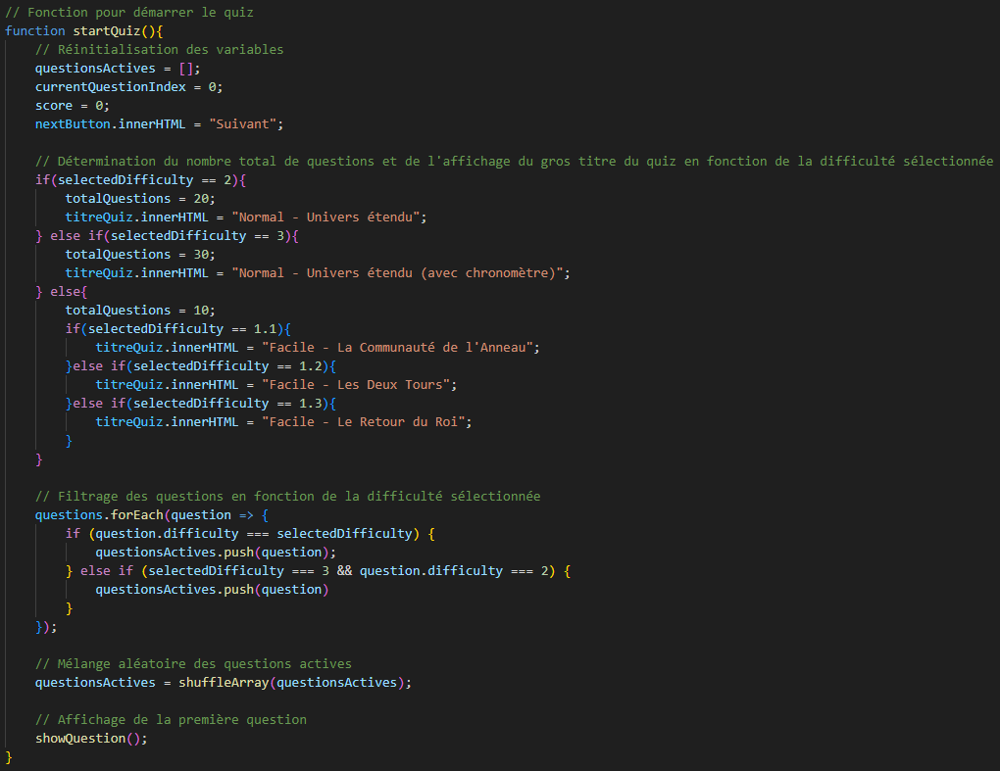 // Fonction pour démarrer le quiz
function startQuiz(){
    // Réinitialisation des variables
    questionsActives = [];
    currentQuestionIndex = 0;
    score = 0;
    nextButton.innerHTML = "Suivant";

    // Détermination du nombre total de questions et de l'affichage du gros titre du quiz en fonction de la difficulté sélectionnée
    if(selectedDifficulty == 2){
        totalQuestions = 20;
        titreQuiz.innerHTML = "Normal - Univers étendu";
    } else if(selectedDifficulty == 3){
        totalQuestions = 30;
        titreQuiz.innerHTML = "Normal - Univers étendu (avec chronomètre)";
    } else{
        totalQuestions = 10;
        if(selectedDifficulty == 1.1){
            titreQuiz.innerHTML = "Facile - La Communauté de l'Anneau";
        }else if(selectedDifficulty == 1.2){
            titreQuiz.innerHTML = "Facile - Les Deux Tours";
        }else if(selectedDifficulty == 1.3){
            titreQuiz.innerHTML = "Facile - Le Retour du Roi";
        }
    }

    // Filtrage des questions en fonction de la difficulté sélectionnée
    questions.forEach(question => {
        if (question.difficulty === selectedDifficulty) {
            questionsActives.push(question);
        } else if (selectedDifficulty === 3 && question.difficulty === 2) {
            questionsActives.push(question)
        }
    });

    // Mélange aléatoire des questions actives
    questionsActives = shuffleArray(questionsActives);

    // Affichage de la première question
    showQuestion();
}